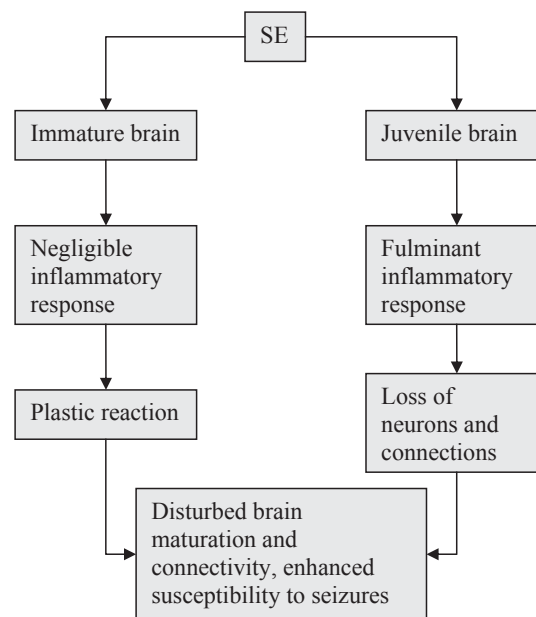 SE
Immature brain
Juvenile brain
Negligible
inflammatory
response
Fulminant
inflammatory
response
Plastic reaction
Loss of
neurons and
connections
Disturbed brain
maturation and
connectivity, enhanced
susceptibility to seizures